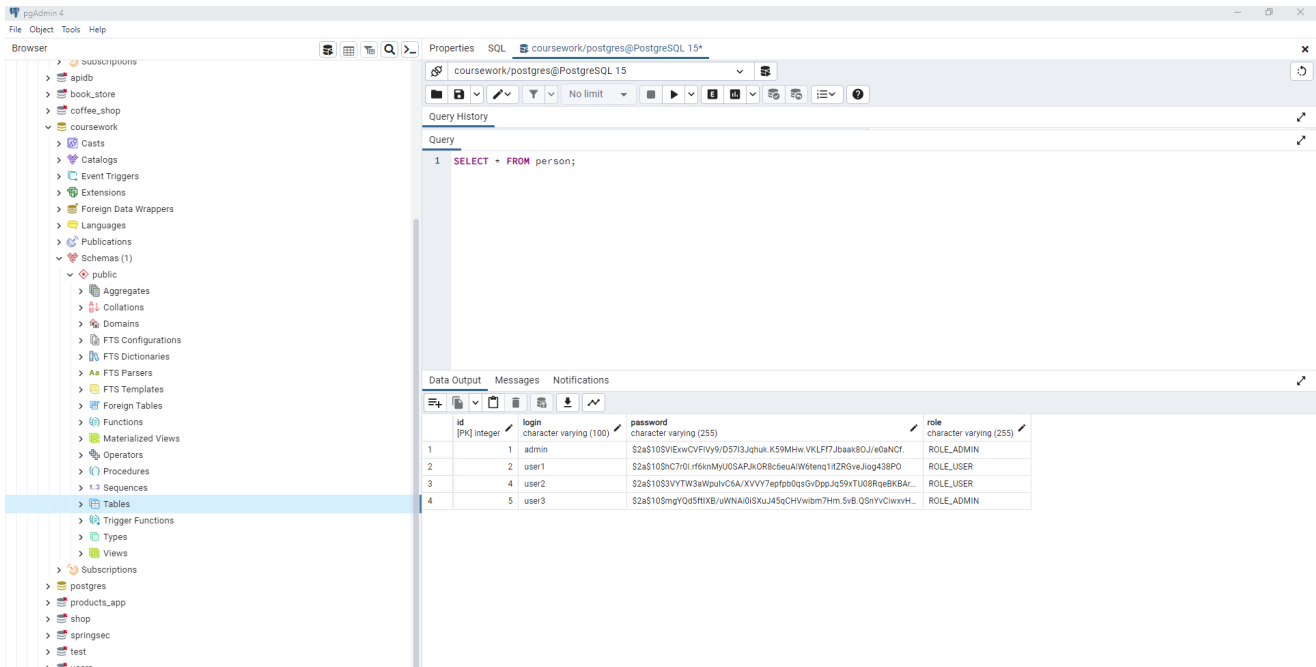 pgAdmin 4
File Object Tools Help
Browser
Properties SQL coursework/postgres@PostgreSQL 15*
Subscriptions
apidb
book_store
coffee_shop
coursework
Casts
Catalogs
Event Triggers
Extensions
Foreign Data Wrappers
Languages
Publications
Schemas (1)
public
Aggregates
Collations
Domains
FTS Configurations
FTS Dictionaries
Aa FTS Parsers
FTS Templates
Foreign Tables
Functions
Materialized Views
Operators
Procedures
1..3 Sequences
Tables
Trigger Functions
Types
Views
Subscriptions
postgres
products_app
shop
springsec
test
users
coursework/postgres@PostgreSQL 15
No limit
Query History
Query
1 SELECT * FROM person;
Data Output Messages Notifications
id login password role
[PK] integer character varying (100) character varying (255) character varying (255)
1 1 admin ROLE_ADMIN
2 2 user1 ROLE_USER
3 4 user2 ROLE_USER
4 5 user3 ROLE_ADMIN